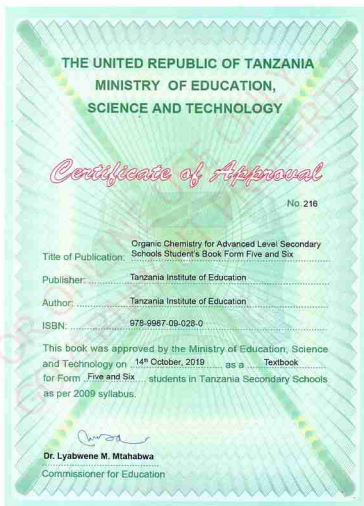 THE UNITED REPUBLIC OF TANZANIA
MINISTRY OF EDUCATION,
SCIENCE AND TECHNOLOGY
Certificate of Approval
No. 216
Title of Publication: Organic Chemistry for Advanced Level Secondary
Schools Student's Book Form Five and Six
Publisher: Tanzania Institute of Education
Author: Tanzania Institute of Education
ISBN: 978-9987-09-028-0
This book was approved by the Ministry of Education, Science
and Technology on 14th October, 2019 as a Textbook
for Form Five and Six students in Tanzania Secondary Schools
as per 2009 syllabus.
Dr. Lyabwene M. Mtahabwa
Commissioner for Education